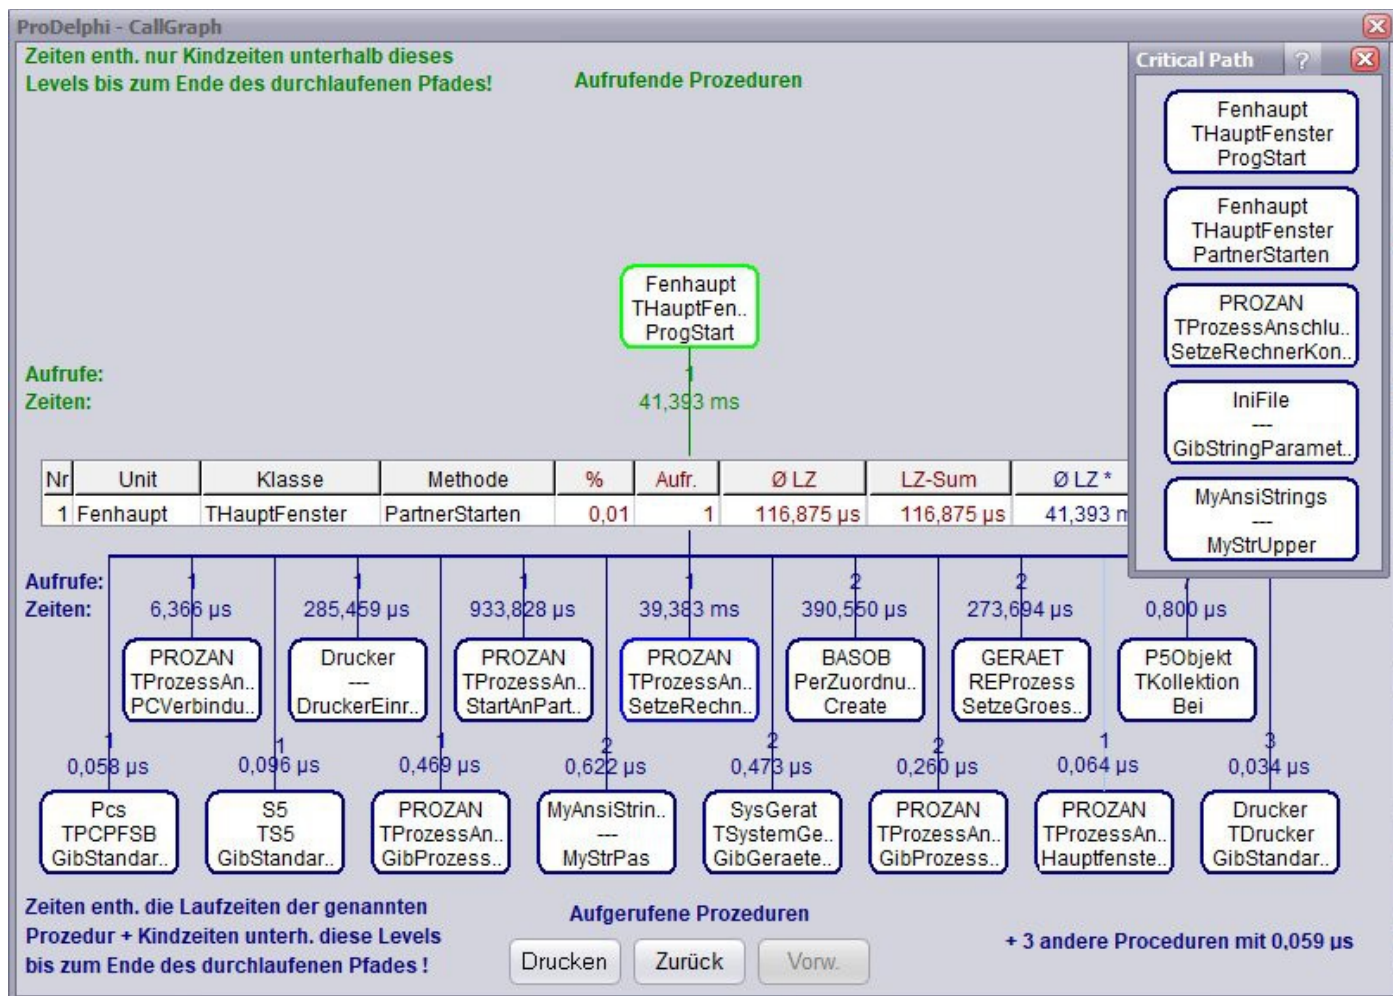 ProDelphi - CallGraph
Zeiten enth. nur Kindzeiten unterhalb dieses
Levels bis zum Ende des durchlaufenen Pfades!
Aufrufende Prozeduren
Critical Path
?
Fenhaupt
THauptFenster
ProgStart
Fenhaupt
THauptFenster
PartnerStarten
PROZAN
TProzessAnschlu..
SetzeRechnerKon..
IniFile
---
GibStringParamet..
MyAnsiStrings
---
MyStrUpper
Fenhaupt
THauptFen..
ProgStart
Aufrufe: 1
Zeiten: 41,393 ms
Nr Unit Klasse Methode % Aufr. Ø LZ LZ-Sum Ø LZ *
1 Fenhaupt THauptFenster PartnerStarten 0,01 1 116,875 µs 116,875 µs 41,393 m
Aufrufe: 1 1 1 1 2 2
Zeiten: 6,366 µs 285,459 µs 933,828 µs 39,383 ms 390,550 µs 273,694 µs 0,800 µs
PROZAN
TProzessAn..
PCVerbindu..
Drucker
---
DruckerEinr..
PROZAN
TProzessAn..
StartAnPart..
PROZAN
TProzessAn..
SetzeRechn..
BASOB
PerZuordnu..
Create
GERAET
REProzess
SetzeGroes..
P5Objekt
TKollektion
Bei
1 1 1 2 2 2 1 3
0,058 µs 0,096 µs 0,469 µs 0,622 µs 0,473 µs 0,260 µs 0,064 µs 0,034 µs
Pcs
TPCPFSB
GibStandar..
S5
TS5
GibStandar..
PROZAN
TProzessAn..
GibProzess..
MyAnsiStrin..
---
MyStrPas
SysGerat
TSystemGe..
GibGeraete..
PROZAN
TProzessAn..
GibProzess..
PROZAN
TProzessAn..
Hauptfenste..
Drucker
TDrucker
GibStandar..
Zeiten enth. die Laufzeiten der genannten
Prozedur + Kindzeiten unterh. diese Levels
bis zum Ende des durchlaufenen Pfades !
Aufgerufene Prozeduren
Drucken Zurück Vorw.
+ 3 andere Proceduren mit 0,059 µs